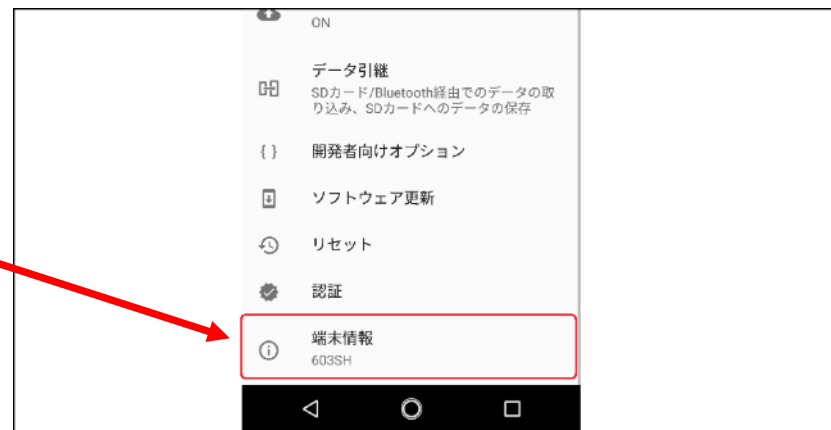 ON
データ引継
SDカード/Bluetooth経由でのデータの取
り込み、SDカードへのデータの保存
{ }
開発者向けオプション
ソフトウェア更新
リセット
認証
端末情報
603SH